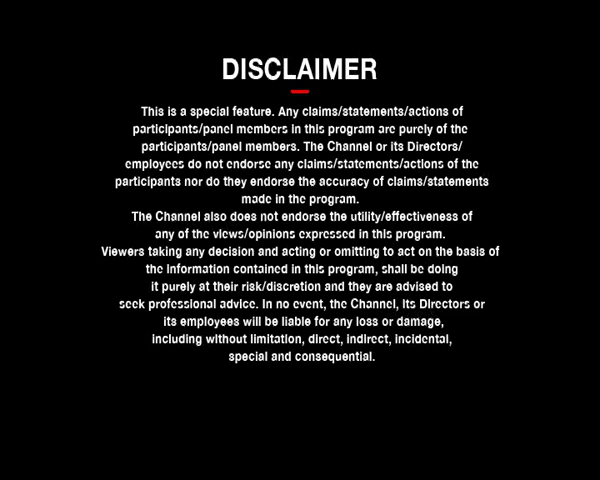 DISCLAIMER
This is a special feature. Any claims/statements/actions of
participants/panel members in this program are purely of the
participants/panel members. The Channel or its Directors/
employees do not endorse any claims/statements/actions of the
participants nor do they endorse the accuracy of claims/statements
made in the program.
The Channel also does not endorse the utility/effectiveness of
any of the views/opinions expressed in this program.
Viewers taking any decision and acting or omitting to act on the basis of
the information contained in this program, shall be doing
it purely at their risk/discretion and they are advised to
seek professional advice. In no event, the Channel, its Directors or
its employees will be liable for any loss or damage,
including without limitation, direct, indirect, incidental,
special and consequential.